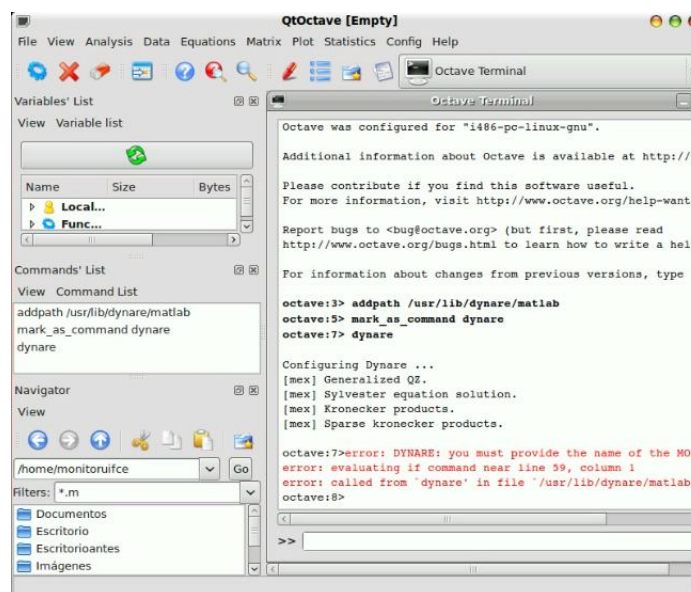 QtOctave [Empty]
File View Analysis Data Equations Matrix Plot Statistics Config Help
Octave Terminal
Variables' List
View Variable list
Name Size Bytes
Local...
Func...
Commands' List
View Command List
addpath /usr/lib/dynare/matlab
mark_as_command dynare
dynare
Navigator
View
/home/monitoruifce Go
Filters: *.m
Documentos
Escritorio
Escritorioantes
Imágenes
Octave Terminal
Octave was configured for "i486-pc-linux-gnu".
Additional information about Octave is available at http://
Please contribute if you find this software useful.
For more information, visit http://www.octave.org/help-want
Report bugs to <bug@octave.org> (but first, please read
http://www.octave.org/bugs.html to learn how to write a hel
For information about changes from previous versions, type
octave:3> addpath /usr/lib/dynare/matlab
octave:5> mark_as_command dynare
octave:7> dynare
Configuring Dynare ...
[mex] Generalized QZ.
[mex] Sylvester equation solution.
[mex] Kronecker products.
[mex] Sparse kronecker products.
octave:7>error: DYNARE: you must provide the name of the MO
error: evaluating if command near line 59, column 1
error: called from `dynare' in file `/usr/lib/dynare/matlab
octave:8>
>>